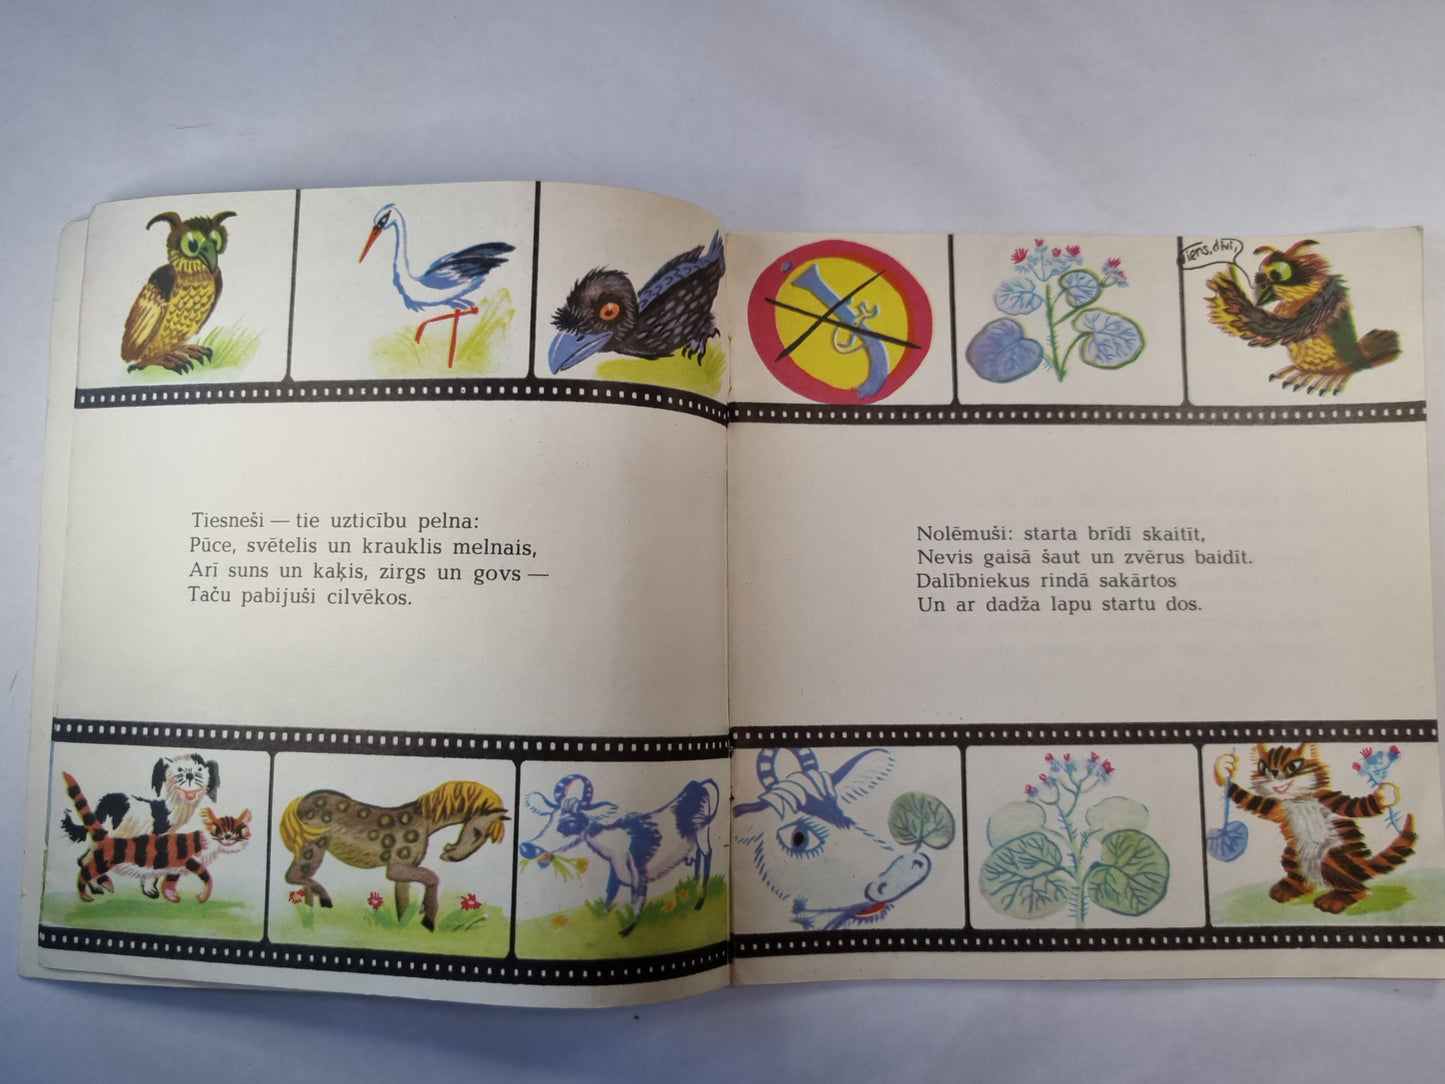 Viens, divi,
Tiesneši — tie uzticību pelna:
Pūce, svētelis un krauklis melnais,
Arī suns un kaķis, zirgs un govs —
Taču pabijuši cilvēkos.
Nolēmuši: starta brīdī skaitīt,
Nevis gaisā šaut un zvērus baidīt.
Dalībniekus rindā sakārtos
Un ar dadža lapu startu dos.